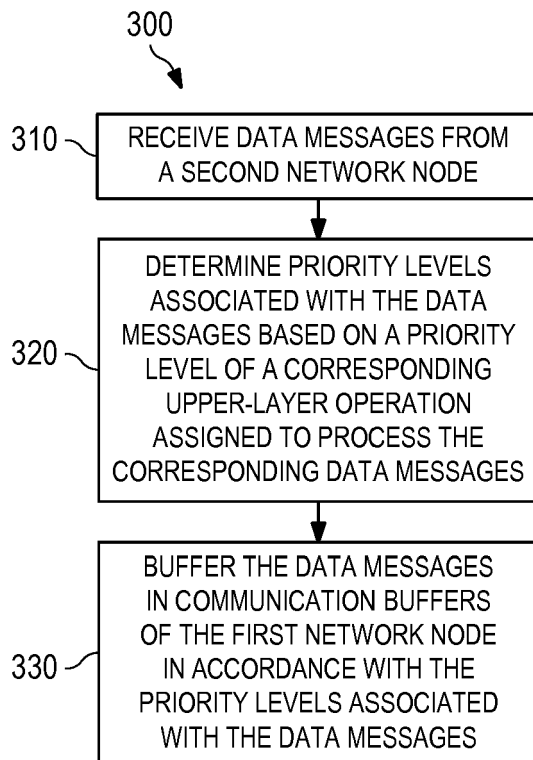 300
310
RECEIVE DATA MESSAGES FROM
A SECOND NETWORK NODE
320
DETERMINE PRIORITY LEVELS
ASSOCIATED WITH THE DATA
MESSAGES BASED ON A PRIORITY
LEVEL OF A CORRESPONDING
UPPER-LAYER OPERATION
ASSIGNED TO PROCESS THE
CORRESPONDING DATA MESSAGES
330
BUFFER THE DATA MESSAGES
IN COMMUNICATION BUFFERS
OF THE FIRST NETWORK NODE
IN ACCORDANCE WITH THE
PRIORITY LEVELS ASSOCIATED
WITH THE DATA MESSAGES